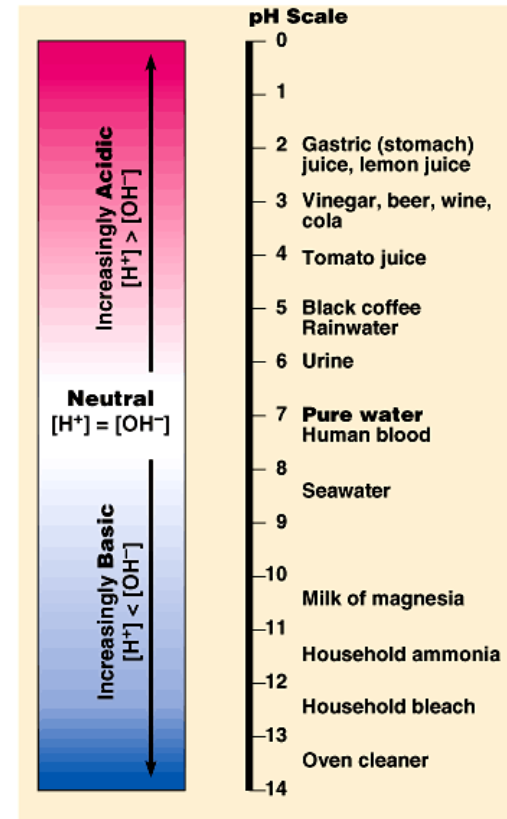 pH Scale
0
1
2 Gastric (stomach)
juice, lemon juice
3 Vinegar, beer, wine,
cola
4 Tomato juice
5 Black coffee
Rainwater
6 Urine
7 Pure water
Human blood
8
Seawater
9
10
Milk of magnesia
11
Household ammonia
12
Household bleach
13
Oven cleaner
14
Increasingly Acidic
[H⁺] > [OH⁻]
Neutral
[H⁺] = [OH⁻]
Increasingly Basic
[H⁺] < [OH⁻]